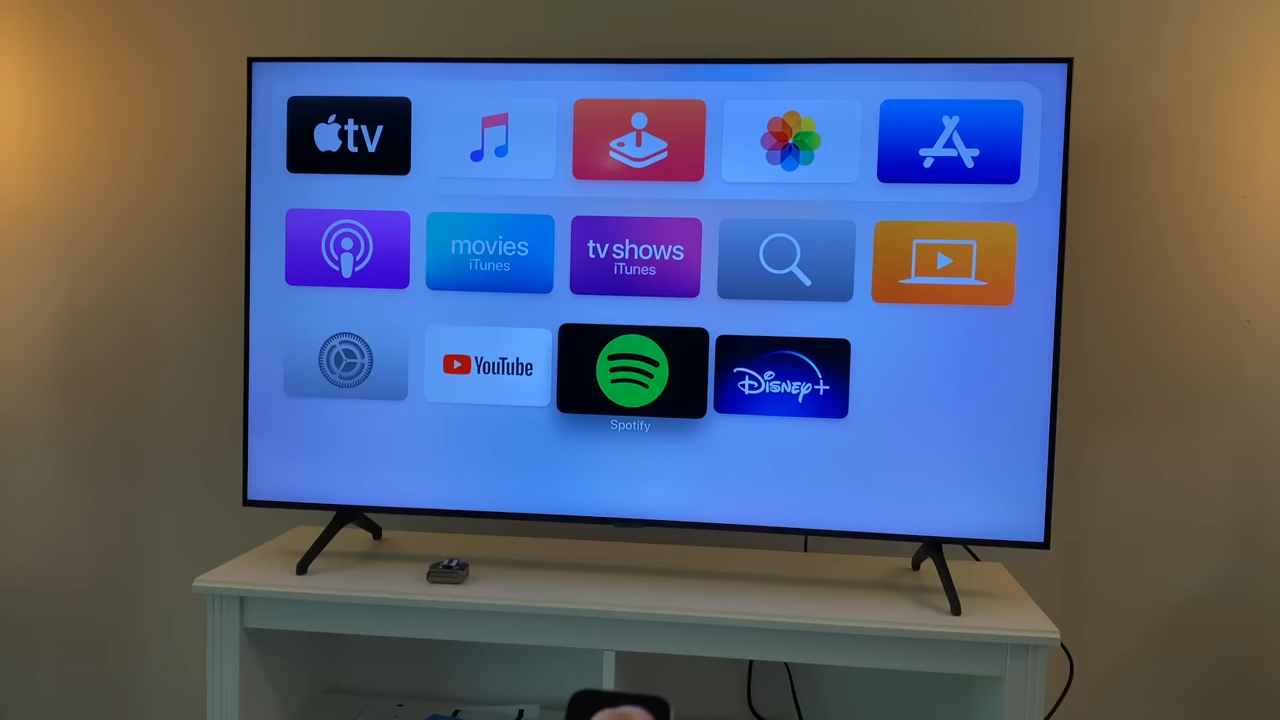 tv
movies
iTunes
tv shows
iTunes
YouTube
Spotify
Disney+